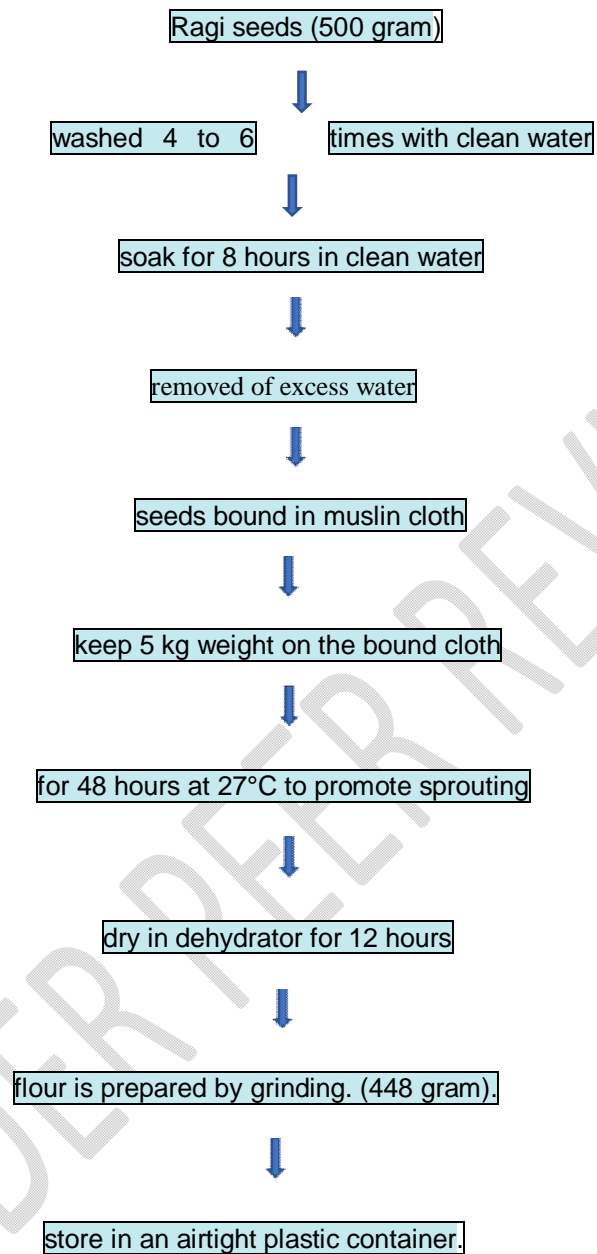 Ragi seeds (500 gram)
washed 4 to 6 times with clean water
soak for 8 hours in clean water
removed of excess water
seeds bound in muslin cloth
keep 5 kg weight on the bound cloth
for 48 hours at 27°C to promote sprouting
dry in dehydrator for 12 hours
flour is prepared by grinding. (448 gram).
store in an airtight plastic container.
DER PEER REVI